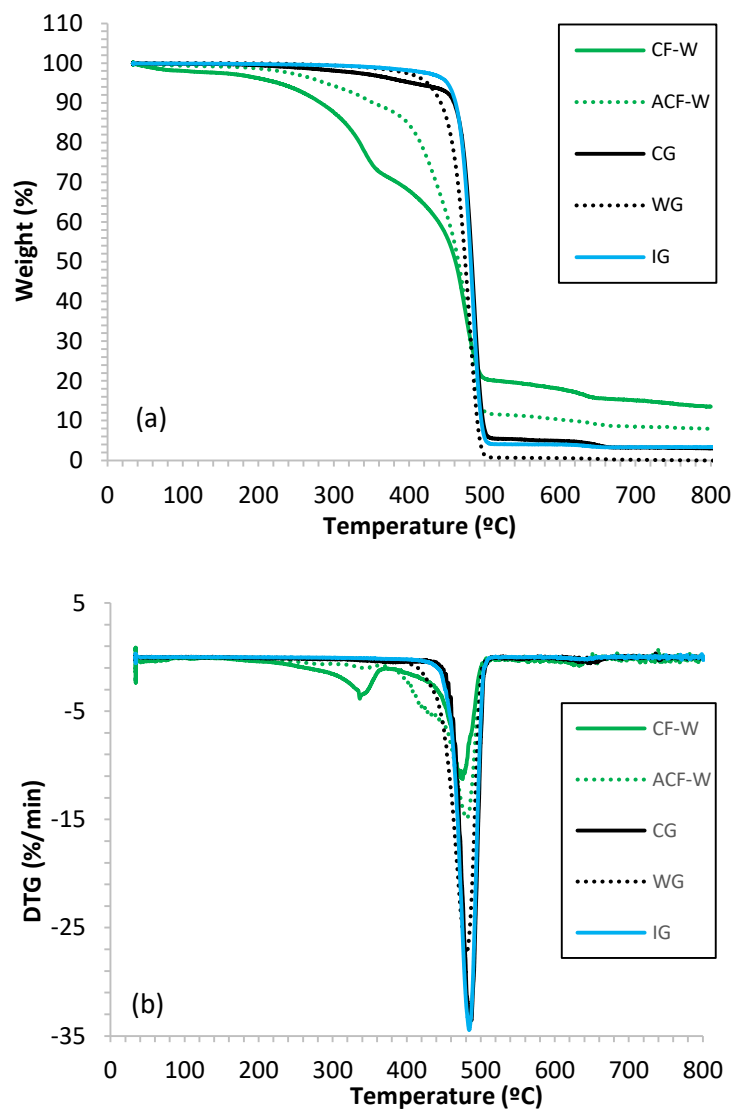 110
100
90
80
70
60
50
40
30
20
10
0
Weight (%)
CF-W
ACF-W
CG
WG
IG
(a)
0 100 200 300 400 500 600 700 800
Temperature (ºC)
5
-5
-15
-25
-35
DTG (%/min)
0 100 200 300 400 500 600 700 800
CF-W
ACF-W
CG
WG
IG
(b)
Temperature (ºC)